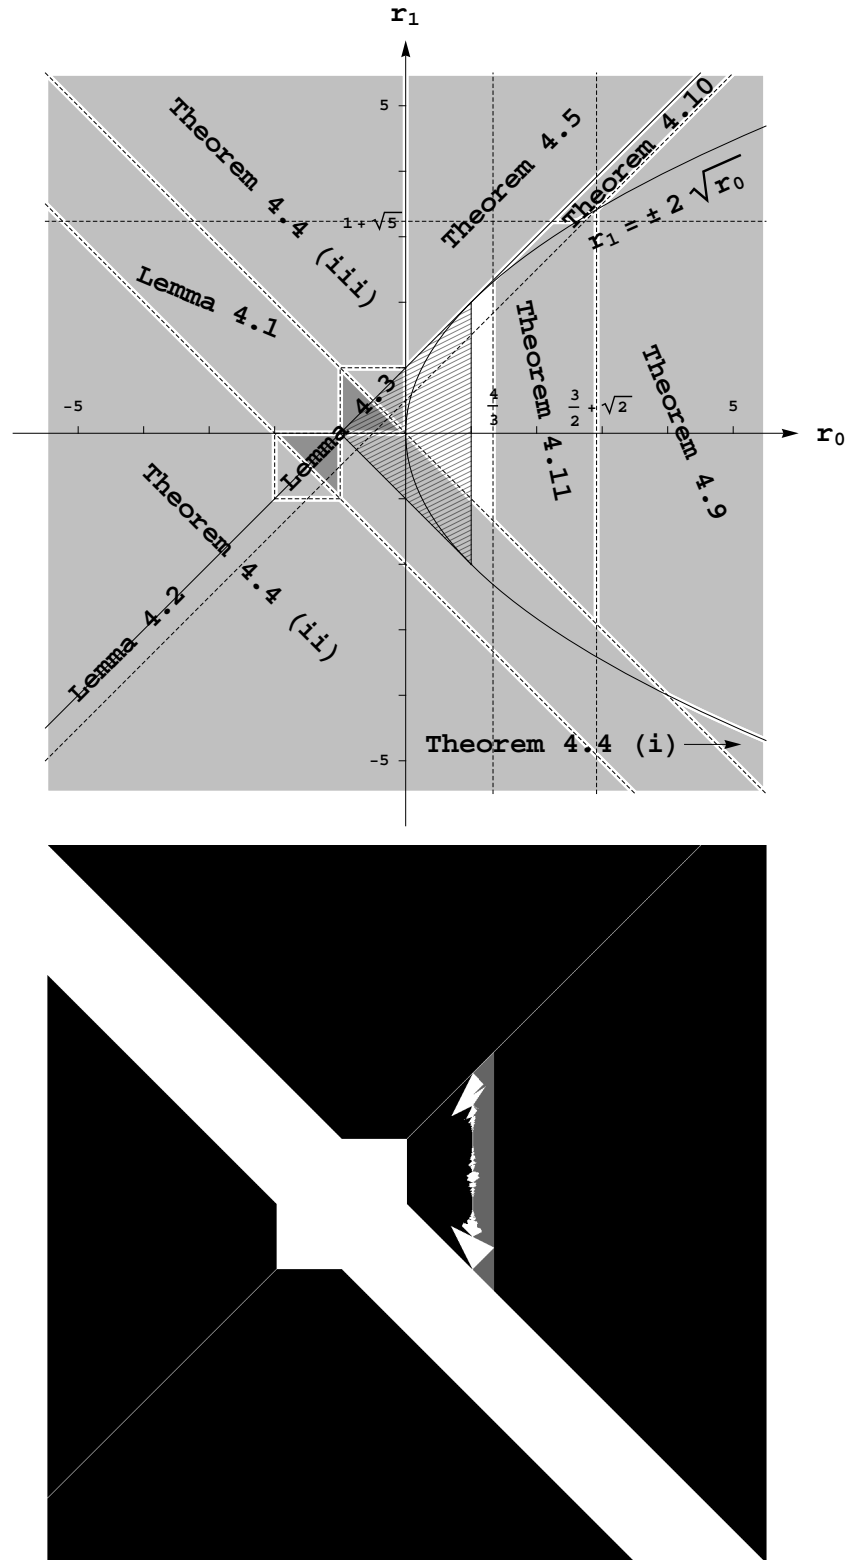 r₁
5
Theorem 4.10
Theorem 4.4 (iii)
Theorem 4.5
1 + √5
r₁ = ± 2 √r₀
Lemma 4.1
Theorem 4.11
Theorem 4.9
Lemma 4.3
-5
4/3
3/2 + √2
5
r₀
Theorem 4.4 (ii)
Lemma 4.2
Theorem 4.4 (i)
-5